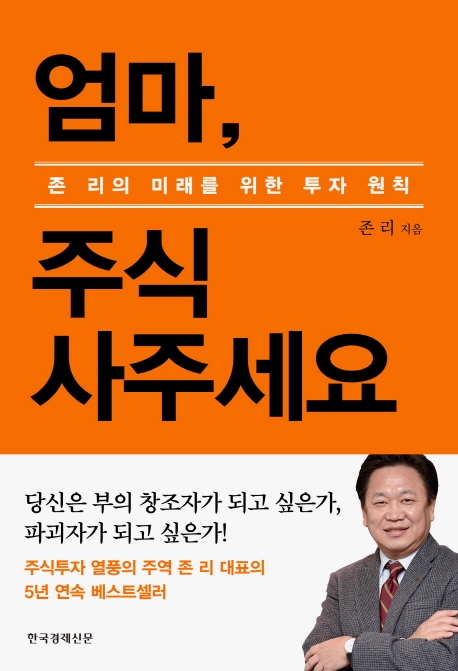 엄마,
존 리의 미래를 위한 투자 원칙
존 리 지음
주식
사주세요
당신은 부의 창조자가 되고 싶은가,
파괴자가 되고 싶은가!
주식투자 열풍의 주역 존 리 대표의
5년 연속 베스트셀러
한국경제신문